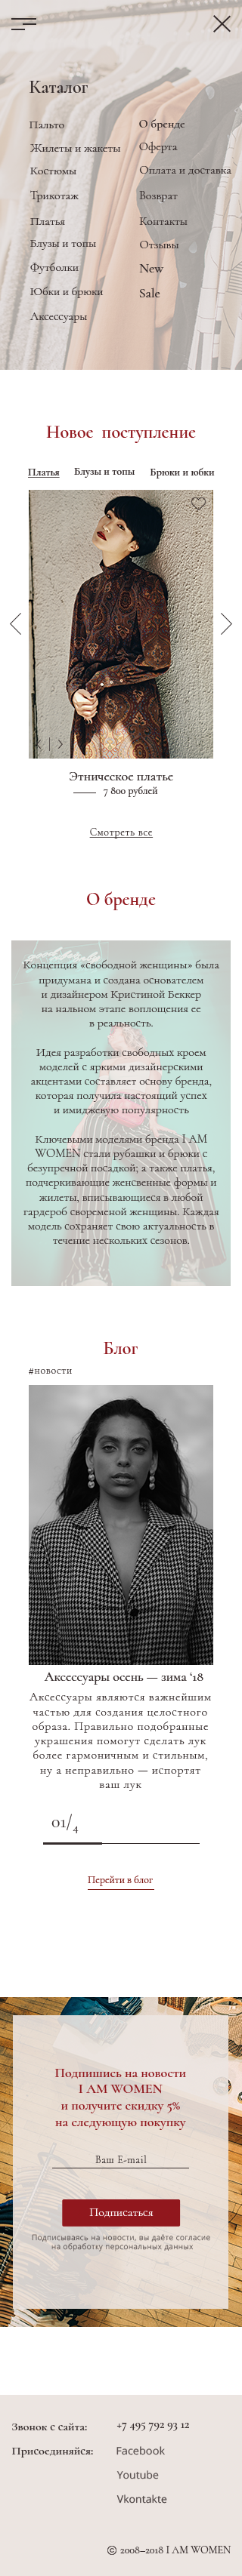 Каталог
Пальто
Жилеты и жакеты
Костюмы
Трикотаж
Платья
Блузы и топы
Футболки
Юбки и брюки
Аксессуары
О бренде
Оферта
Оплата и доставка
Возврат
Контакты
Отзывы
New
Sale
Новое поступление
Платья Блузы и топы Брюки и юбки
Этническое платье
7 800 рублей
Смотреть все
О бренде
Концепция «свободной женщины» была
придумана и создана основателем
и дизайнером Кристиной Беккер
на нальном этапе воплощения ее
в реальность.
Идея разработки свободных кроем
моделей с яркими дизайнерскими
акцентами составляет основу бренда,
которая получила настоящий успех
и имиджевую популярность
Ключевыми моделями бренда I AM
WOMEN стали рубашки и брюки с
безупречной посадкой; а также платья,
подчеркивающие женсвенные формы и
жилеты, вписывающиеся в любой
гардероб свовременой женщины. Каждая
модель сохраняет свою актуальность в
течение нескольких сезонов.
Блог
#новости
Аксессуары осень — зима ‘18
Аксессуары являются важнейшим
частью для создания целостного
образа. Правильно подобранные
украшения помогут сделать лук
более гармоничным и стильным,
ну а неправильно — испортят
ваш лук
01/4
Перейти в блог
Подпишись на новости
I AM WOMEN
и получите скидку 5%
на следующую покупку
Ваш E-mail
Подписаться
Подписываясь на новости, вы даёте согласие
на обработку персональных данных
Звонок с сайта: +7 495 792 93 12
Присоединяйся: Facebook
Youtube
Vkontakte
© 2008–2018 I AM WOMEN